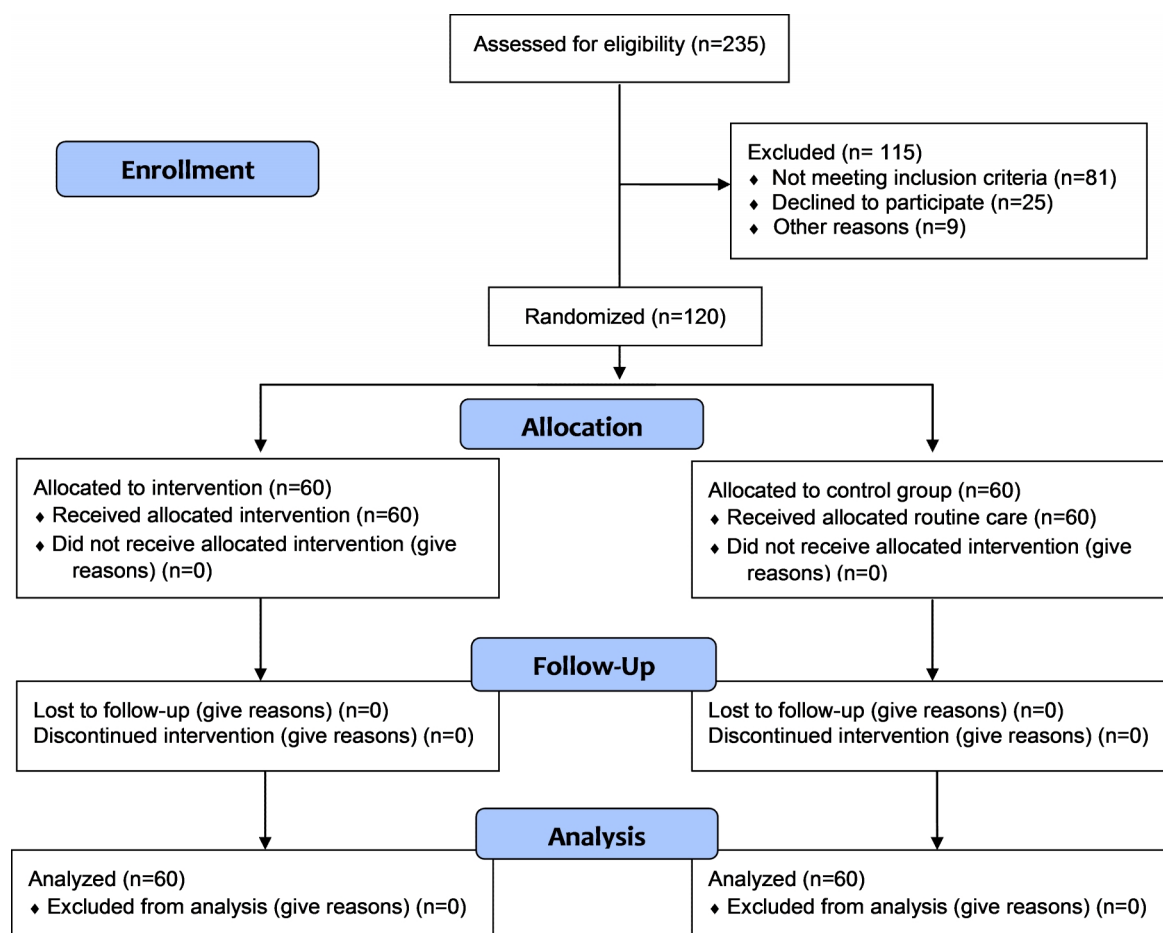 Assessed for eligibility (n=235)
Enrollment
Excluded (n= 115)
♦ Not meeting inclusion criteria (n=81)
♦ Declined to participate (n=25)
♦ Other reasons (n=9)
Randomized (n=120)
Allocation
Allocated to intervention (n=60)
♦ Received allocated intervention (n=60)
♦ Did not receive allocated intervention (give
reasons) (n=0)
Allocated to control group (n=60)
♦ Received allocated routine care (n=60)
♦ Did not receive allocated intervention (give
reasons) (n=0)
Follow-Up
Lost to follow-up (give reasons) (n=0)
Discontinued intervention (give reasons) (n=0)
Lost to follow-up (give reasons) (n=0)
Discontinued intervention (give reasons) (n=0)
Analysis
Analyzed (n=60)
♦ Excluded from analysis (give reasons) (n=0)
Analyzed (n=60)
♦ Excluded from analysis (give reasons) (n=0)